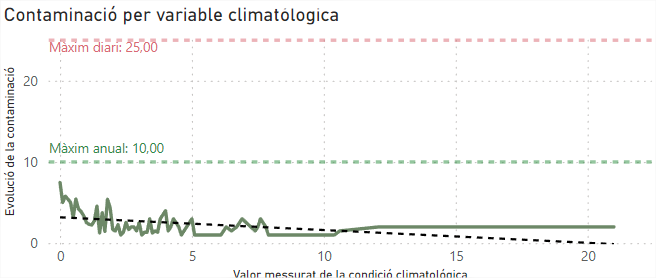 Contaminació per variable climatològica
Màxim diari: 25,00
Evolució de la contaminació
20
Màxim anual: 10,00
10
0
0
5
10
15
20
Valor messurat de la condició climatològica